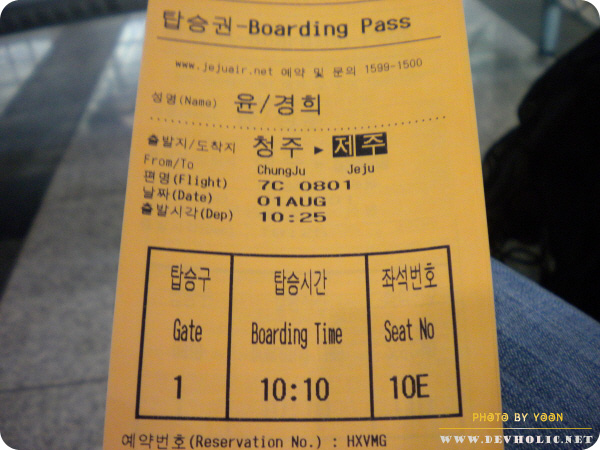 탑승권-Boarding Pass
www.jejuair.net 예약 및 문의 1599-1500
성명(Name) 윤/경희
출발지/도착지 청주 ▶ 제주
From/To ChungJu Jeju
편명(Flight) 7C 0801
날짜(Date) 01AUG
출발시각(Dep) 10:25
탑승구 탑승시간 좌석번호
Gate Boarding Time Seat No
1 10:10 10E
예약번호(Reservation No.) : HXVMG
PHOTO BY YOON
WWW.DEVHOLIC.NET